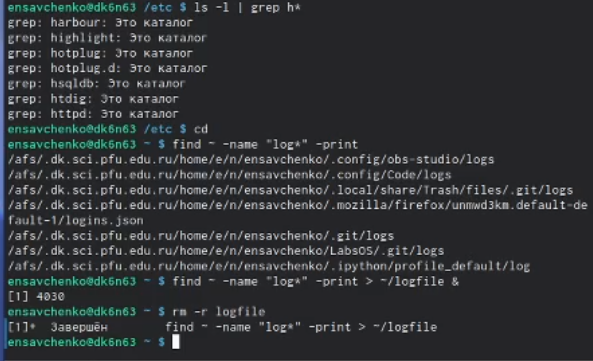 ensavchenko@dk6n63 /etc $ ls -l | grep h*
grep: harbour: Это каталог
grep: highlight: Это каталог
grep: hotplug: Это каталог
grep: hotplug.d: Это каталог
grep: hsqldb: Это каталог
grep: htdig: Это каталог
grep: httpd: Это каталог
ensavchenko@dk6n63 /etc $ cd
ensavchenko@dk6n63 ~ $ find ~ -name "log*" -print
/afs/.dk.sci.pfu.edu.ru/home/e/n/ensavchenko/.config/obs-studio/logs
/afs/.dk.sci.pfu.edu.ru/home/e/n/ensavchenko/.config/Code/logs
/afs/.dk.sci.pfu.edu.ru/home/e/n/ensavchenko/.local/share/Trash/files/.git/logs
/afs/.dk.sci.pfu.edu.ru/home/e/n/ensavchenko/.mozilla/firefox/unmwd3km.default-de
fault-1/logins.json
/afs/.dk.sci.pfu.edu.ru/home/e/n/ensavchenko/.git/logs
/afs/.dk.sci.pfu.edu.ru/home/e/n/ensavchenko/LabsOS/.git/logs
/afs/.dk.sci.pfu.edu.ru/home/e/n/ensavchenko/.ipython/profile_default/log
ensavchenko@dk6n63 ~ $ find ~ -name "log*" -print > ~/logfile &
[1] 4030
ensavchenko@dk6n63 ~ $ rm -r logfile
[1]+  Завершён        find ~ -name "log*" -print > ~/logfile
ensavchenko@dk6n63 ~ $